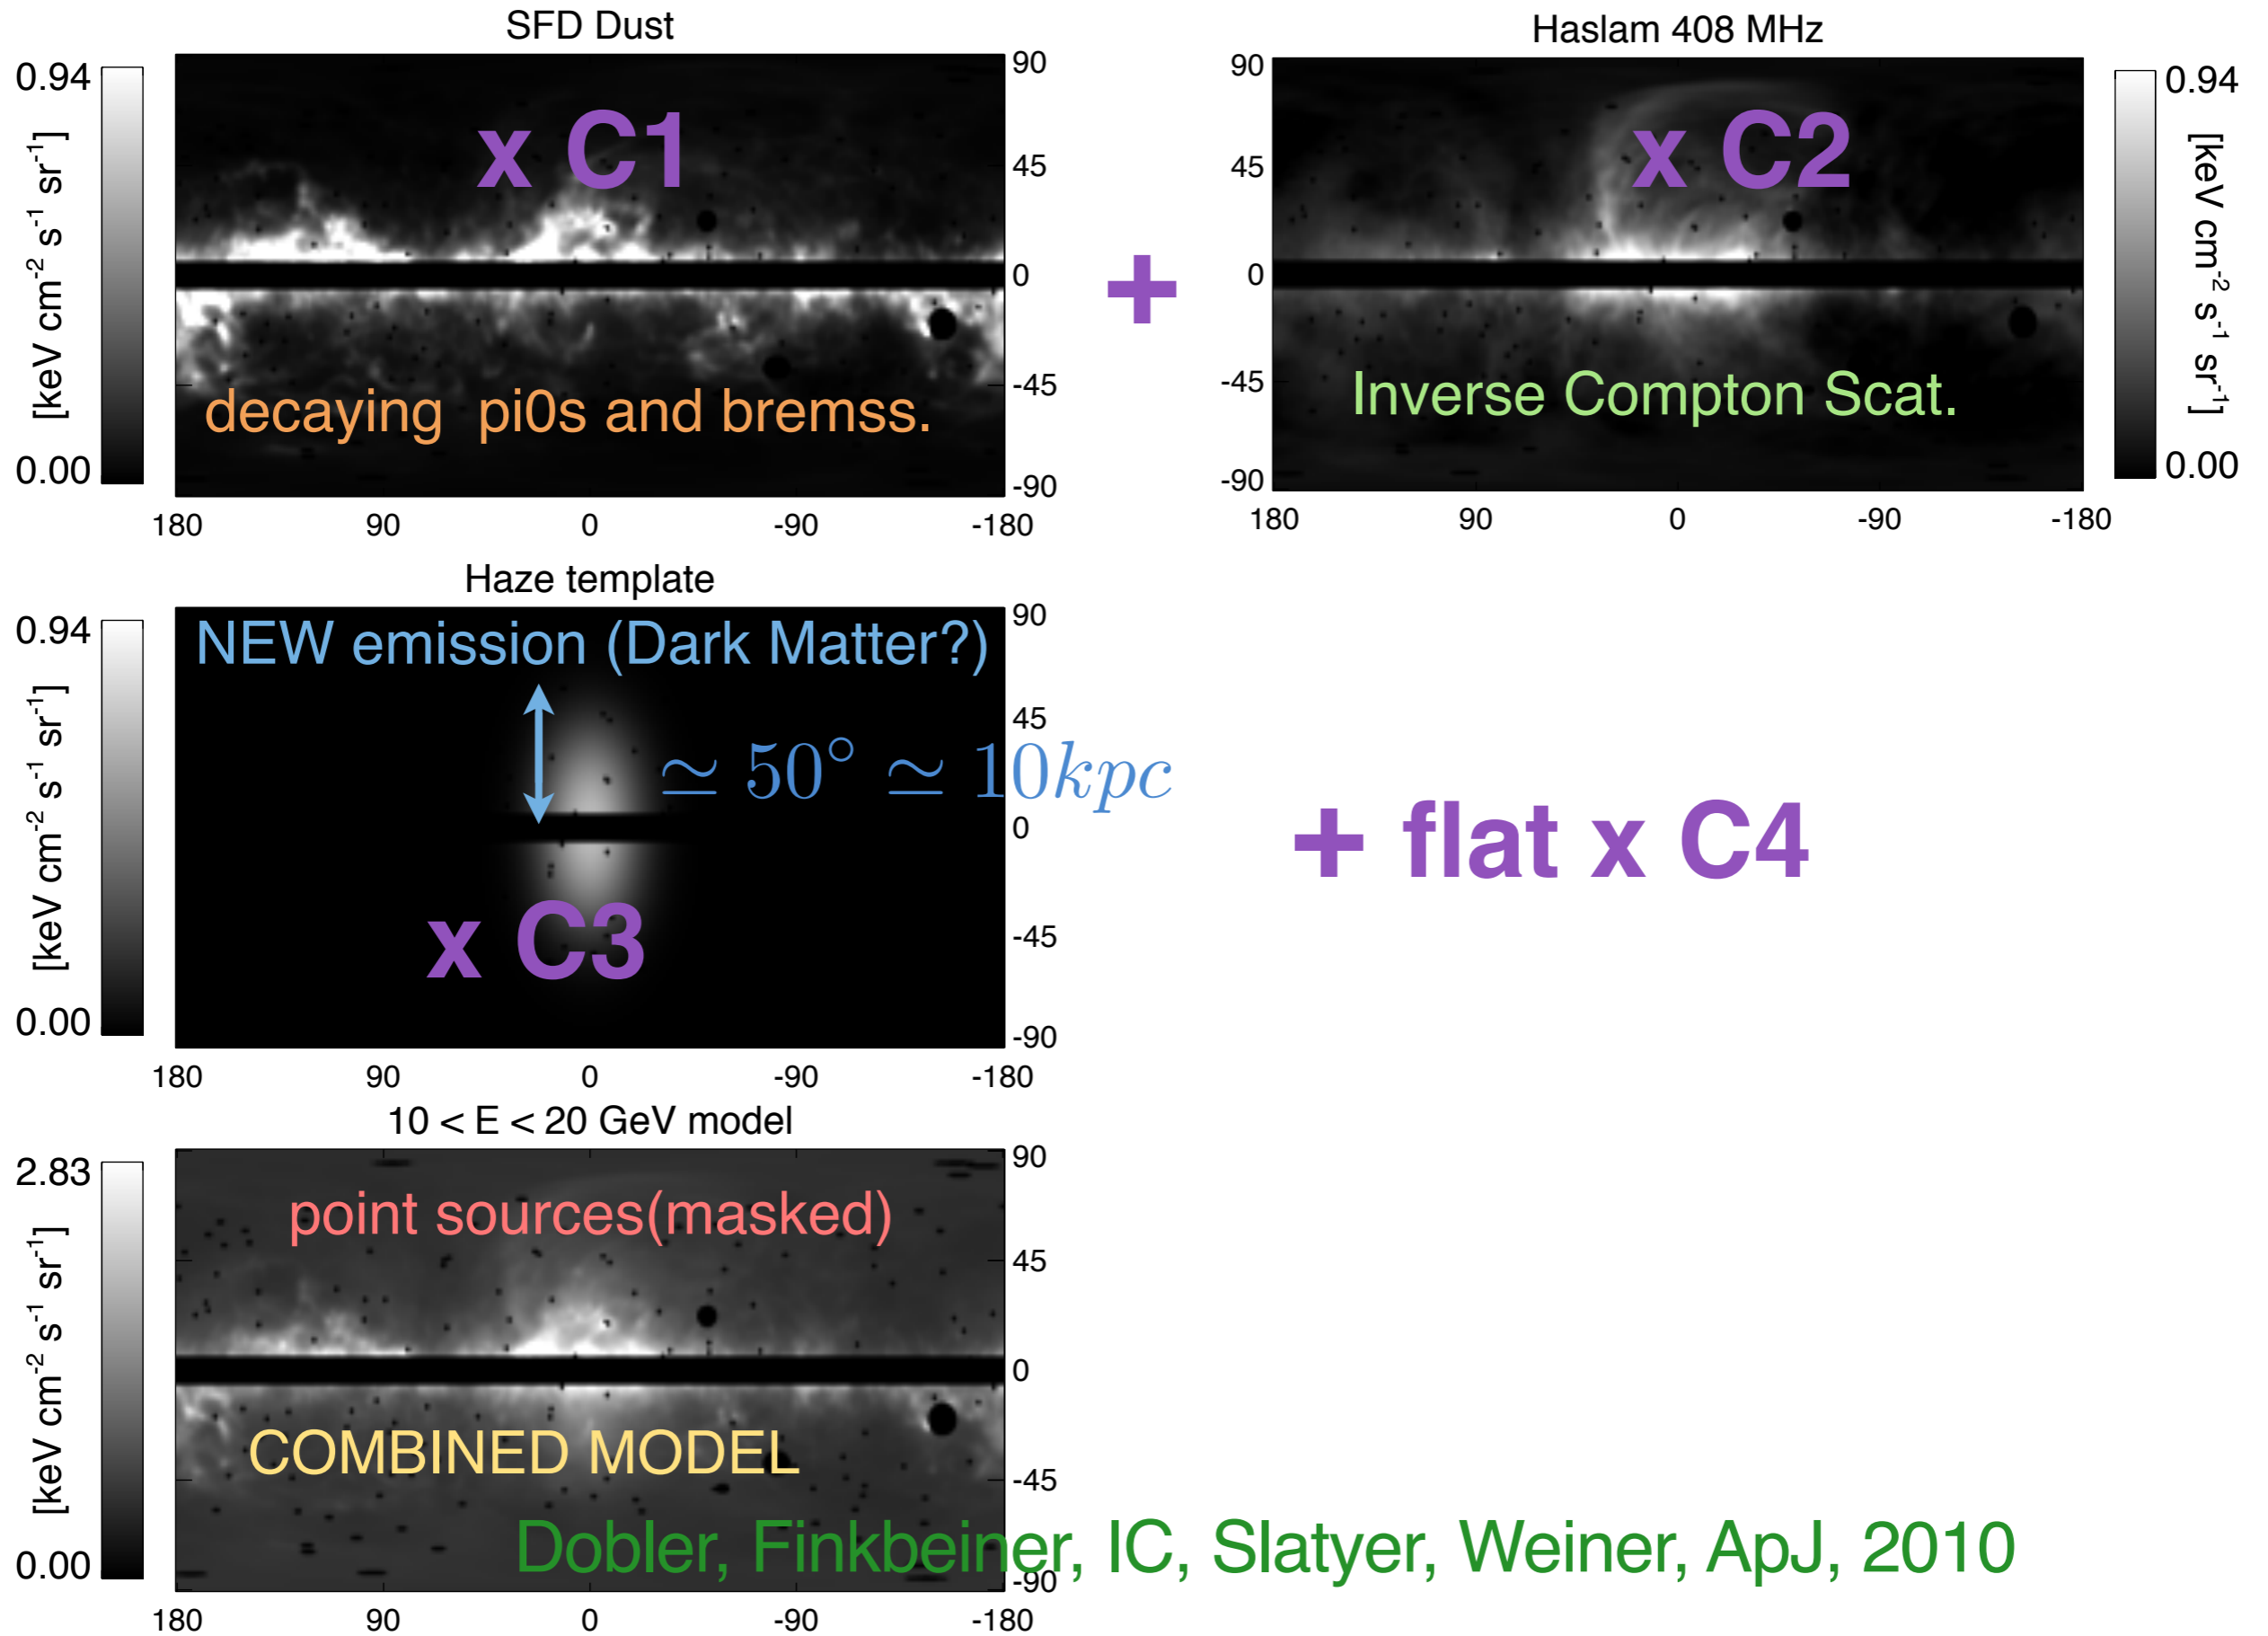 SFD Dust
0.94
[keV cm-2 s-1 sr-1]
0.00
x C1
decaying pi0s and bremss.
90
45
0
-45
-90
180 90 0 -90 -180
+
Haslam 408 MHz
90
45
0
-45
-90
x C2
Inverse Compton Scat.
180 90 0 -90 -180
0.94
[keV cm-2 s-1 sr-1]
0.00
Haze template
0.94
[keV cm-2 s-1 sr-1]
0.00
NEW emission (Dark Matter?)
≃ 50° ≃ 10kpc
x C3
90
45
0
-45
-90
180 90 0 -90 -180
+ flat x C4
10 < E < 20 GeV model
2.83
[keV cm-2 s-1 sr-1]
0.00
point sources(masked)
COMBINED MODEL
90
45
0
-45
-90
Dobler, Finkbeiner, IC, Slatyer, Weiner, ApJ, 2010
180 90 0 -90 -180